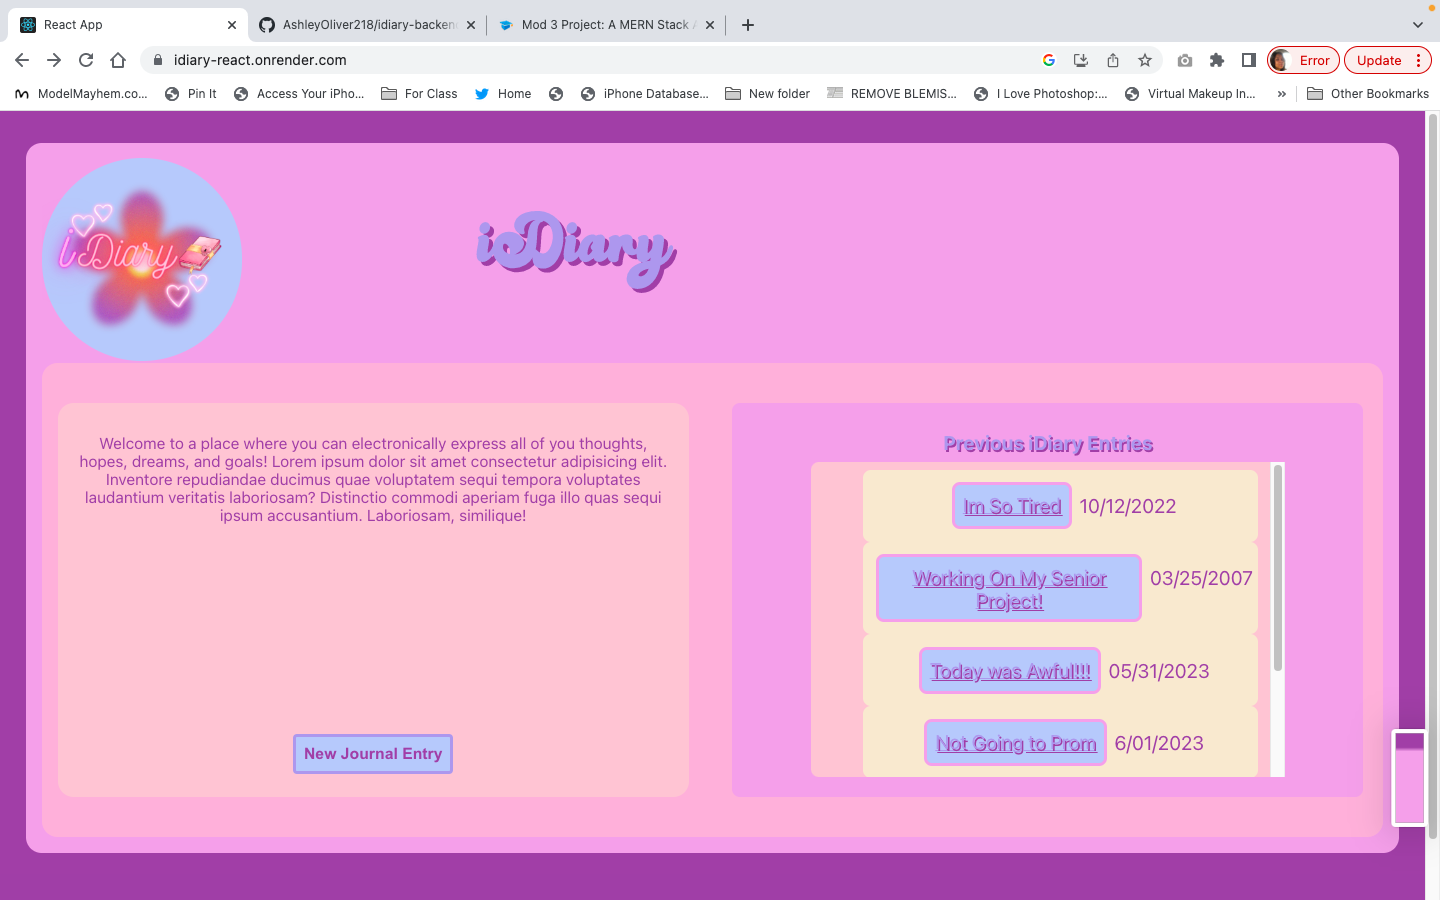 React App
AshleyOliver218/idiary-backen
Mod 3 Project: A MERN Stack A
idiary-react.onrender.com
Error
Update
ModelMayhem.co...
Pin It
Access Your iPho...
For Class
Home
iPhone Database...
New folder
REMOVE BLEMIS...
I Love Photoshop:...
Virtual Makeup In...
»
Other Bookmarks
iDiary
icDiary
Welcome to a place where you can electronically express all of you thoughts,
hopes, dreams, and goals! Lorem ipsum dolor sit amet consectetur adipisicing elit.
Inventore repudiandae ducimus quae voluptatem sequi tempora voluptates
laudantium veritatis laboriosam? Distinctio commodi aperiam fuga illo quas sequi
ipsum accusantium. Laboriosam, similique!
New Journal Entry
Previous iDiary Entries
Im So Tired 10/12/2022
Working On My Senior 03/25/2007
Project!
Today was Awful!!! 05/31/2023
Not Going to Prom 6/01/2023